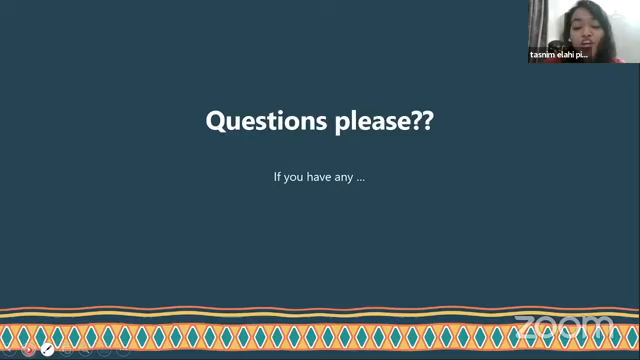 tasnim elahi pi...
Questions please??
If you have any ...
zoom